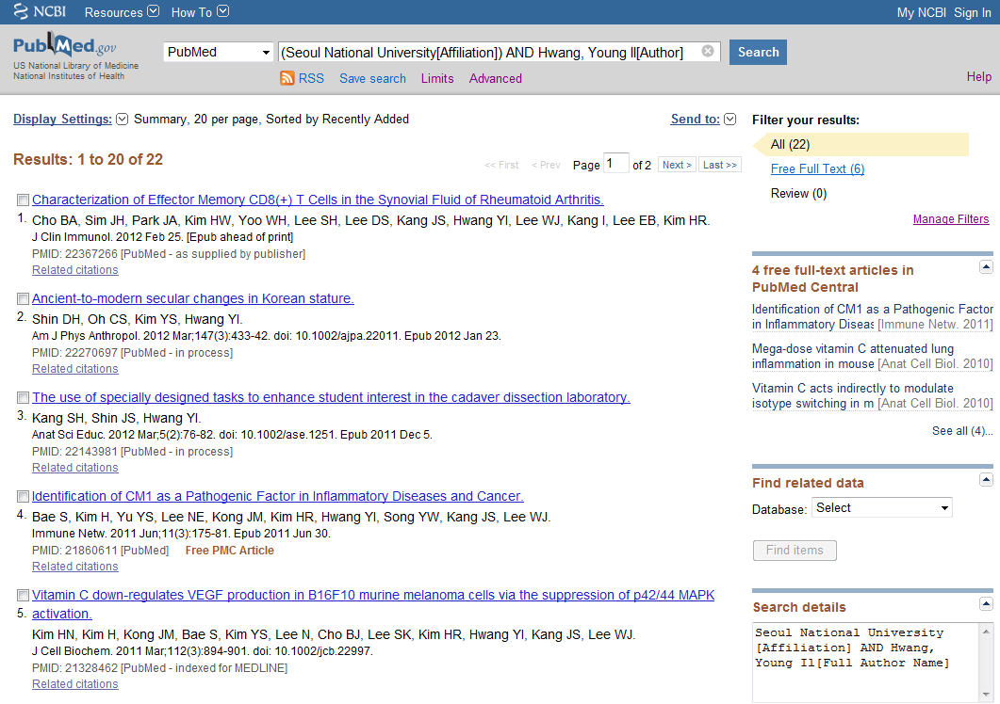 NCBI Resources How To My NCBI Sign In
PubMed.gov
US National Library of Medicine
National Institutes of Health
PubMed (Seoul National University[Affiliation]) AND Hwang, Young Il[Author] Search
RSS Save search Limits Advanced Help
Display Settings: Summary, 20 per page, Sorted by Recently Added Send to:
Results: 1 to 20 of 22
<< First < Prev Page 1 of 2 Next > Last >>
Characterization of Effector Memory CD8(+) T Cells in the Synovial Fluid of Rheumatoid Arthritis.
1. Cho BA, Sim JH, Park JA, Kim HW, Yoo WH, Lee SH, Lee DS, Kang JS, Hwang YI, Lee WJ, Kang I, Lee EB, Kim HR.
J Clin Immunol. 2012 Feb 25. [Epub ahead of print]
PMID: 22367266 [PubMed - as supplied by publisher]
Related citations
Ancient-to-modern secular changes in Korean stature.
2. Shin DH, Oh CS, Kim YS, Hwang YI.
Am J Phys Anthropol. 2012 Mar;147(3):433-42. doi: 10.1002/ajpa.22011. Epub 2012 Jan 23.
PMID: 22270697 [PubMed - in process]
Related citations
The use of specially designed tasks to enhance student interest in the cadaver dissection laboratory.
3. Kang SH, Shin JS, Hwang YI.
Anat Sci Educ. 2012 Mar;5(2):76-82. doi: 10.1002/ase.1251. Epub 2011 Dec 5.
PMID: 22143981 [PubMed - in process]
Related citations
Identification of CM1 as a Pathogenic Factor in Inflammatory Diseases and Cancer.
4. Bae S, Kim H, Yu YS, Lee NE, Kong JM, Kim HR, Hwang YI, Song YW, Kang JS, Lee WJ.
Immune Netw. 2011 Jun;11(3):175-81. Epub 2011 Jun 30.
PMID: 21860611 [PubMed] Free PMC Article
Related citations
Vitamin C down-regulates VEGF production in B16F10 murine melanoma cells via the suppression of p42/44 MAPK
5. activation.
Kim HN, Kim H, Kong JM, Bae S, Kim YS, Lee N, Cho BJ, Lee SK, Kim HR, Hwang YI, Kang JS, Lee WJ.
J Cell Biochem. 2011 Mar;112(3):894-901. doi: 10.1002/jcb.22997.
PMID: 21328462 [PubMed - indexed for MEDLINE]
Related citations
Filter your results:
All (22)
Free Full Text (6)
Review (0)
Manage Filters
4 free full-text articles in
PubMed Central
Identification of CM1 as a Pathogenic Factor
in Inflammatory Diseas [Immune Netw. 2011]
Mega-dose vitamin C attenuated lung
inflammation in mouse [Anat Cell Biol. 2010]
Vitamin C acts indirectly to modulate
isotype switching in m [Anat Cell Biol. 2010]
See all (4)...
Find related data
Database: Select
Find items
Search details
Seoul National University
[Affiliation] AND Hwang,
Young Il[Full Author Name]